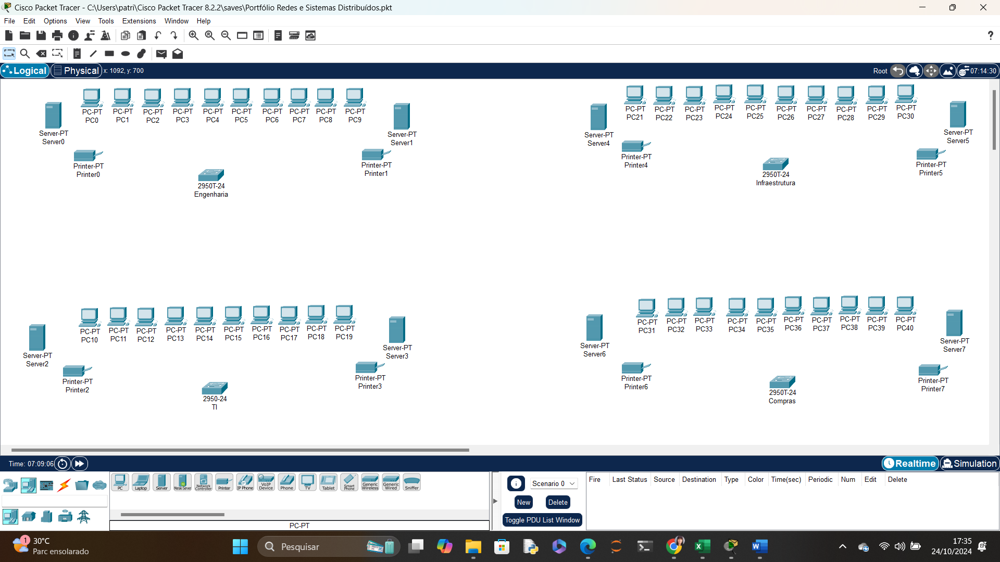 Cisco Packet Tracer - C:\Users\patri\Cisco Packet Tracer 8.2.2\saves\Portfólio Redes e Sistemas Distribuídos.pkt
File Edit Options View Tools Extensions Window Help
Logical Physical x: 1092, y: 700 Root 07:14:30
PC-PT PC-PT PC-PT PC-PT PC-PT PC-PT PC-PT PC-PT PC-PT PC-PT
PC0 PC1 PC2 PC3 PC4 PC5 PC6 PC7 PC8 PC9
Server-PT
Server0
Server-PT
Server1
Printer-PT
Printer0
Printer-PT
Printer1
2950T-24
Engenharia
PC-PT PC-PT PC-PT PC-PT PC-PT PC-PT PC-PT PC-PT PC-PT PC-PT
PC21 PC22 PC23 PC24 PC25 PC26 PC27 PC28 PC29 PC30
Server-PT
Server4
Server-PT
Server5
Printer-PT
Printer4
Printer-PT
Printer5
2950T-24
Infraestrutura
PC-PT PC-PT PC-PT PC-PT PC-PT PC-PT PC-PT PC-PT PC-PT PC-PT
PC10 PC11 PC12 PC13 PC14 PC15 PC16 PC17 PC18 PC19
Server-PT
Server2
Server-PT
Server3
Printer-PT
Printer2
Printer-PT
Printer3
2950-24
TI
PC-PT PC-PT PC-PT PC-PT PC-PT PC-PT PC-PT PC-PT PC-PT PC-PT
PC31 PC32 PC33 PC34 PC35 PC36 PC37 PC38 PC39 PC40
Server-PT
Server6
Server-PT
Server7
Printer-PT
Printer6
Printer-PT
Printer7
2950T-24
Compras
Time: 07:09:06 Realtime Simulation
PC Laptop Server Meraki Server Network Controller Printer IP Phone VoIP Device Phone TV Tablet Smart Phone Generic Wireless Generic Wired Sniffer
PC-PT
Scenario 0
New Delete
Toggle PDU List Window
Fire Last Status Source Destination Type Color Time(sec) Periodic Num Edit Delete
1
30°C
Parc ensolarado
Pesquisar
17:35
24/10/2024